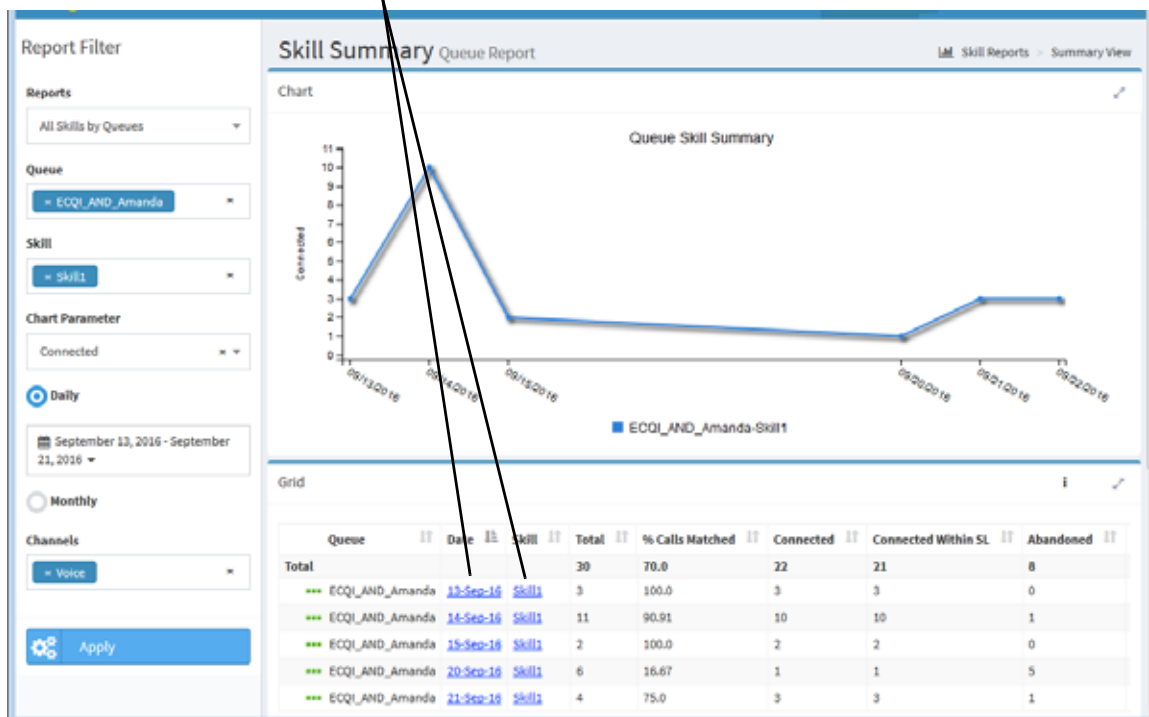 Report Filter
Reports
All Skills by Queues
Queue
× ECQI_AND_Amanda ×
Skill
× Skill1 ×
Chart Parameter
Connected ×
Daily
September 13, 2016 - September
21, 2016
Monthly
Channels
× Voice ×
Apply
Skill Summary Queue Report
Skill Reports > Summary View
Chart
Queue Skill Summary
11
10
9
8
7
6
5
4
3
2
1
0
Connected
09/13/2016 09/14/2016 09/15/2016 09/20/2016 09/21/2016 09/22/2016
ECQI_AND_Amanda-Skill1
Grid i
Queue Date Skill Total % Calls Matched Connected Connected Within SL Abandoned
Total 30 70.0 22 21 8
ECQI_AND_Amanda 13-Sep-16 Skill1 3 100.0 3 3 0
ECQI_AND_Amanda 14-Sep-16 Skill1 11 90.91 10 10 1
ECQI_AND_Amanda 15-Sep-16 Skill1 2 100.0 2 2 0
ECQI_AND_Amanda 20-Sep-16 Skill1 6 16.67 1 1 5
ECQI_AND_Amanda 21-Sep-16 Skill1 4 75.0 3 3 1